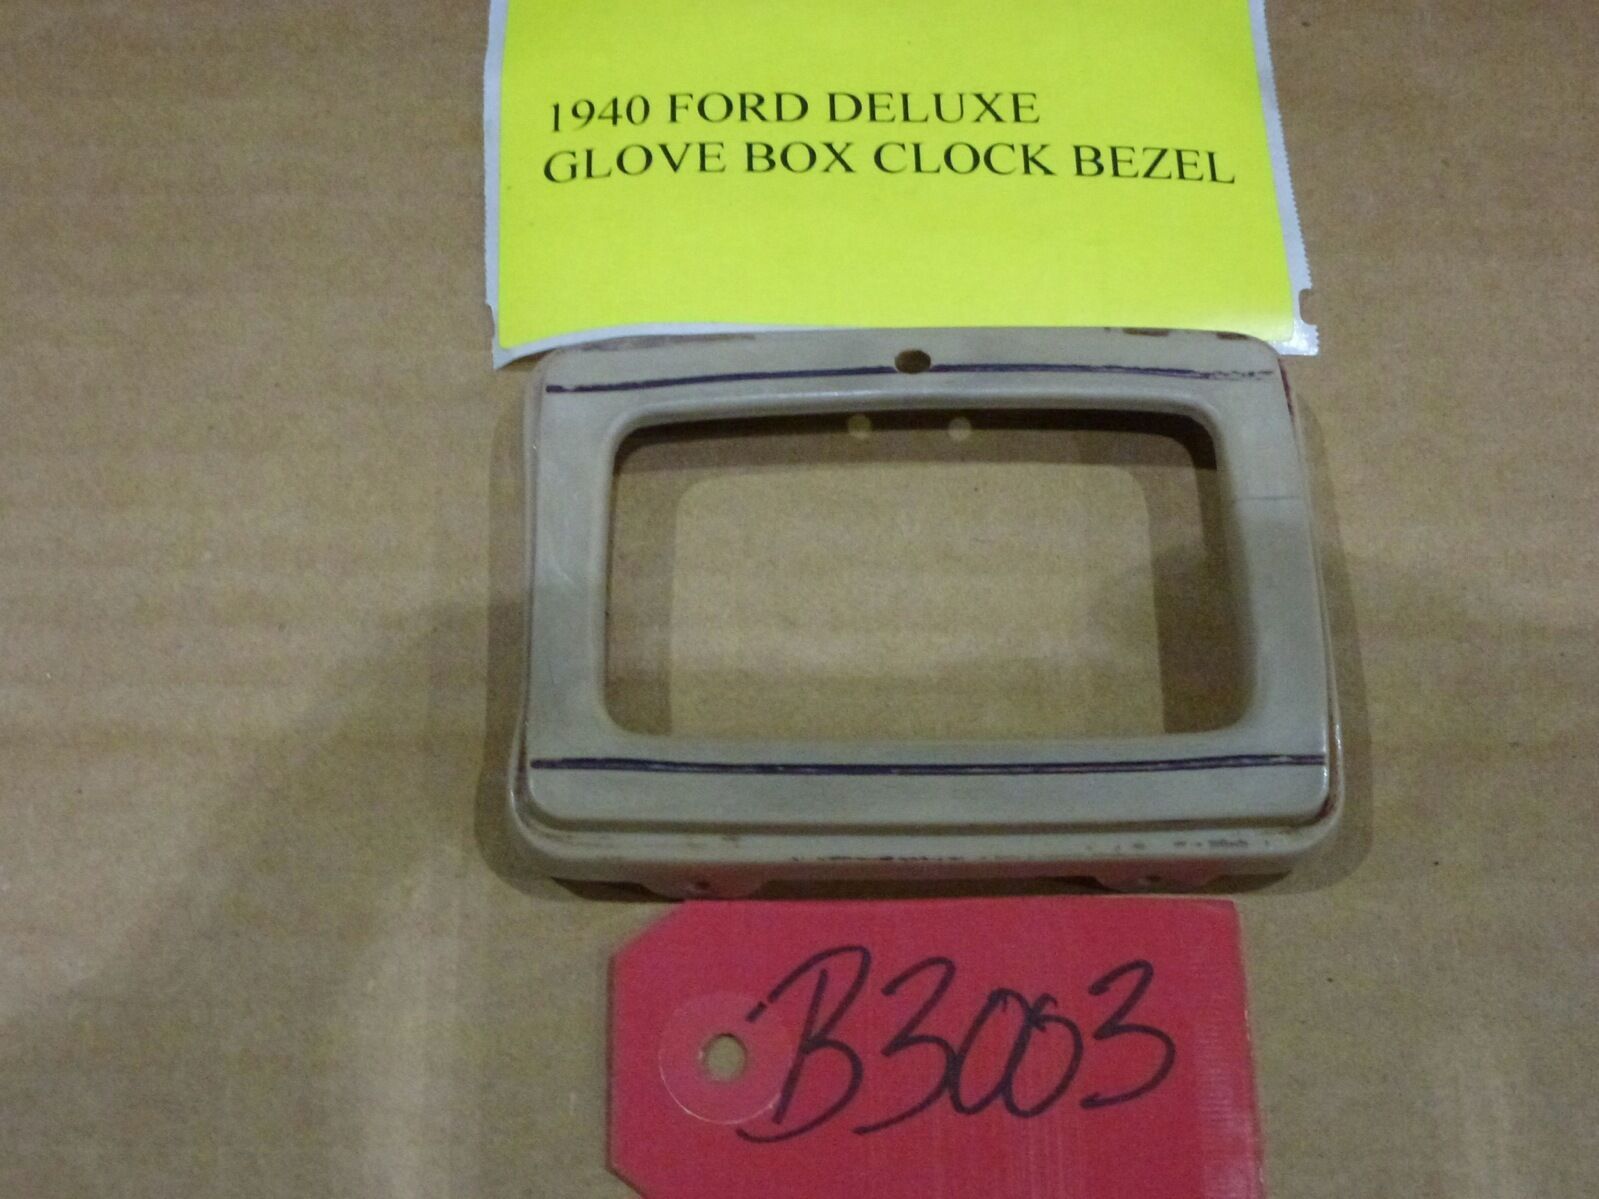 1940 FORD DELUXE
GLOVE BOX CLOCK BEZEL
B3003